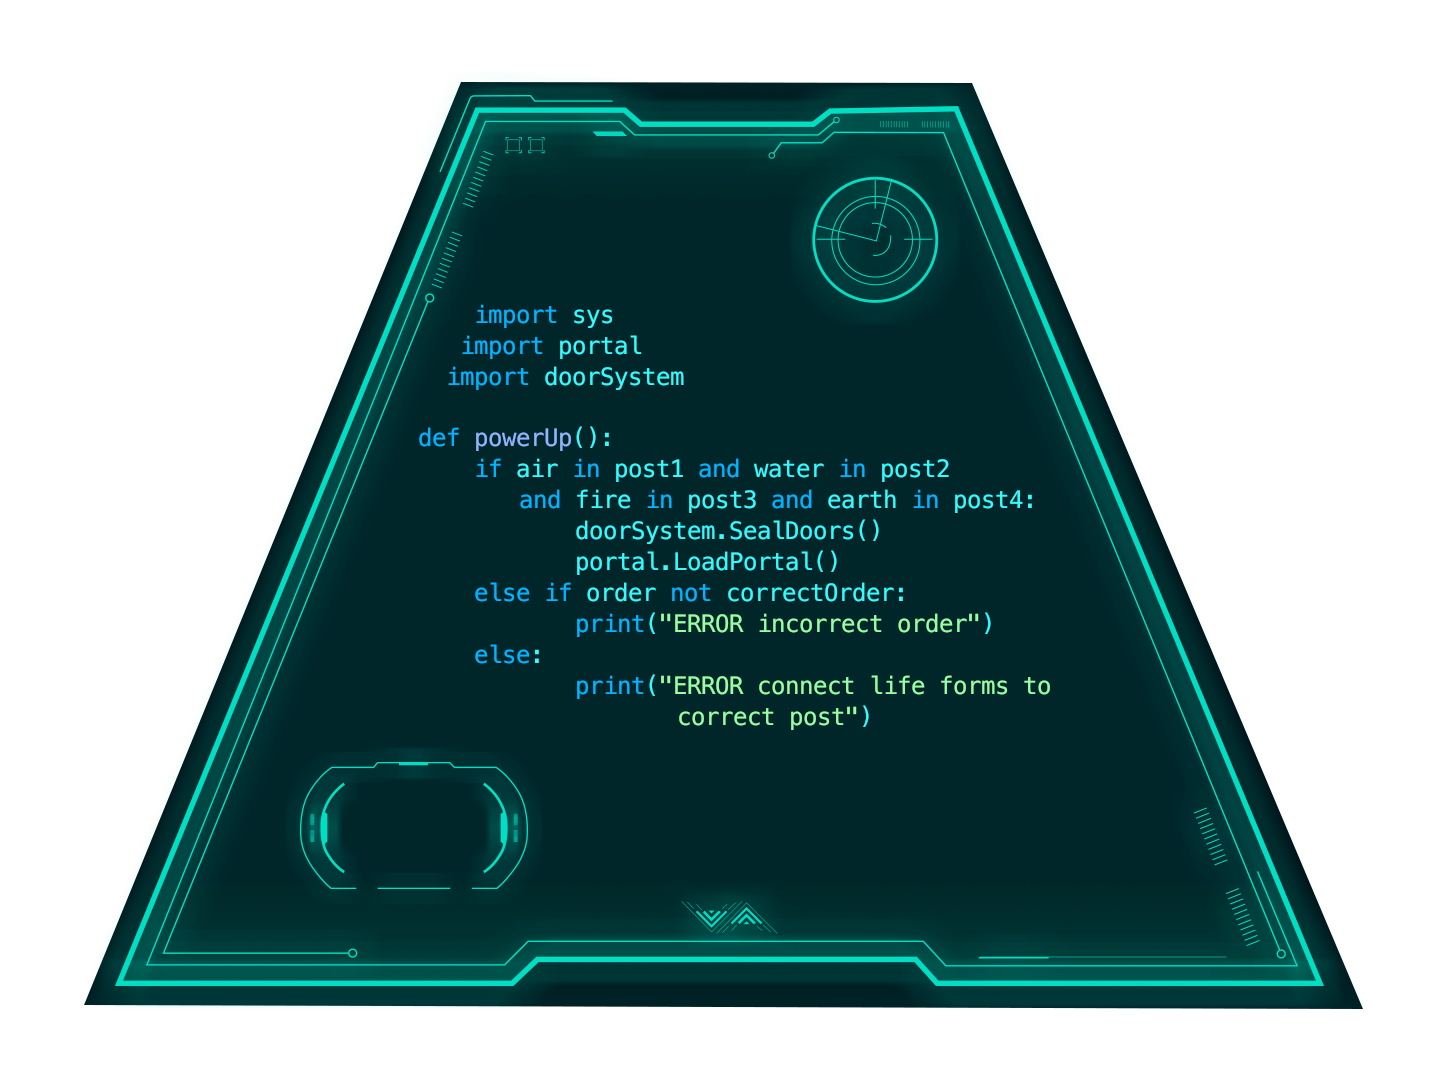 import sys
import portal
import doorSystem
def powerUp():
if air in post1 and water in post2
and fire in post3 and earth in post4:
doorSystem.SealDoors()
portal.LoadPortal()
else if order not correctOrder:
print("ERROR incorrect order")
else:
print("ERROR connect life forms to
correct post")